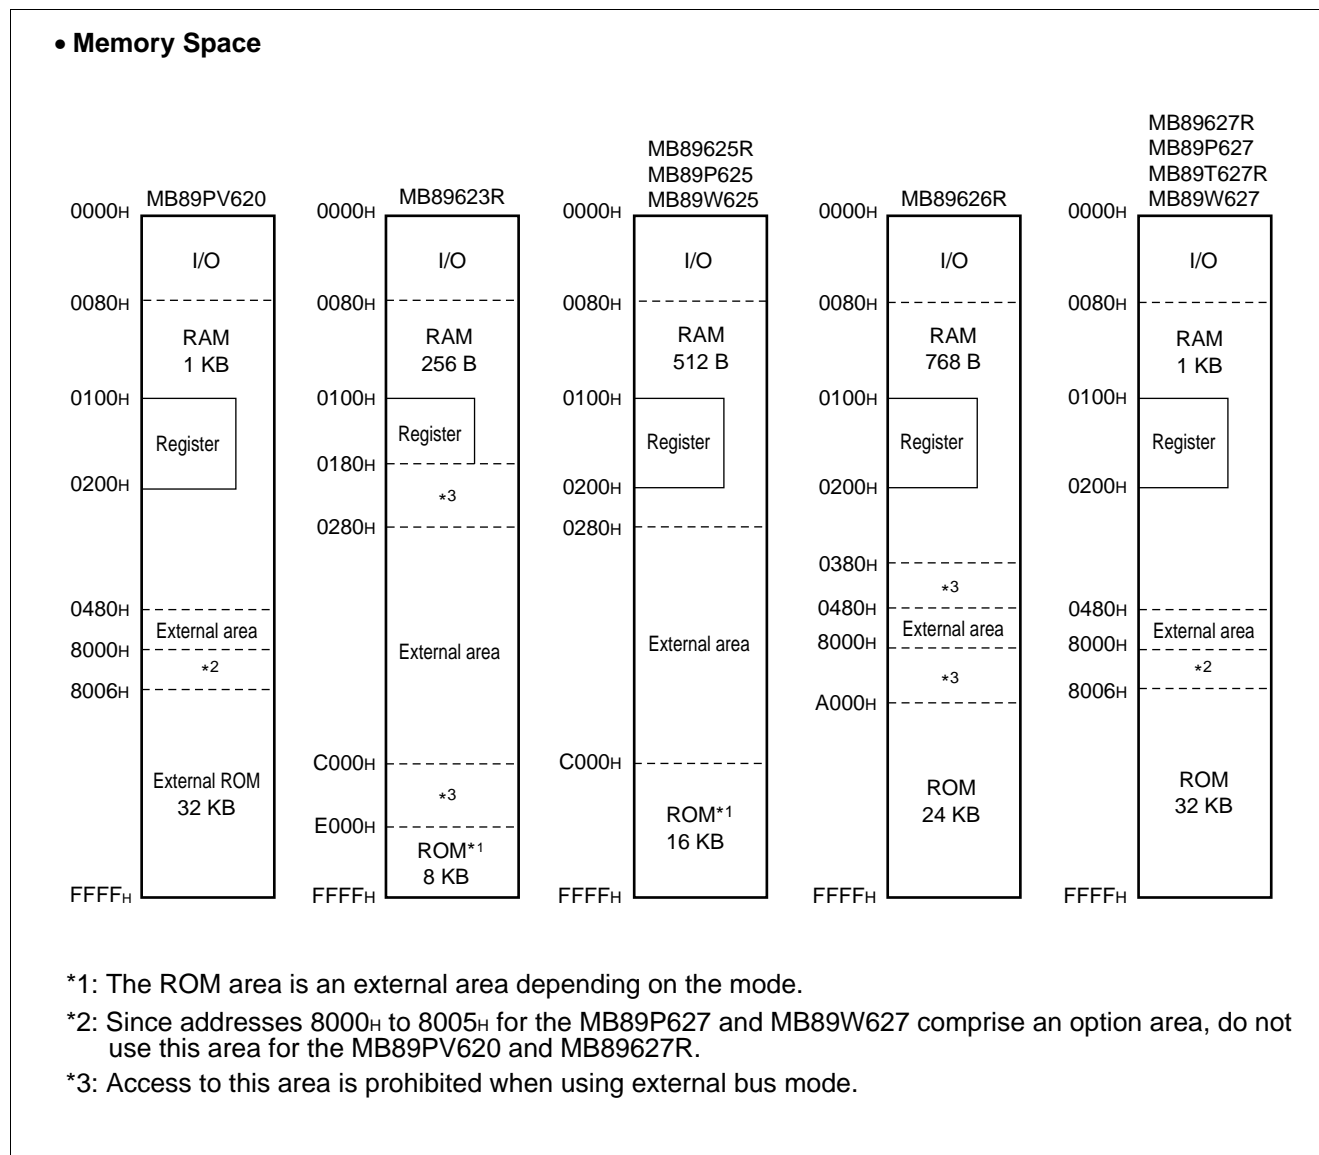 • Memory Space
MB89PV620
0000H
I/O
0080H
RAM
1 KB
0100H
Register
0200H
0480H
External area
8000H
*2
8006H
External ROM
32 KB
FFFFH
MB89623R
0000H
I/O
0080H
RAM
256 B
0100H
Register
0180H
*3
0280H
External area
C000H
*3
E000H
ROM*1
8 KB
FFFFH
MB89625R
MB89P625
MB89W625
0000H
I/O
0080H
RAM
512 B
0100H
Register
0200H
0280H
External area
C000H
ROM*1
16 KB
FFFFH
MB89626R
0000H
I/O
0080H
RAM
768 B
0100H
Register
0200H
0380H
*3
0480H
External area
8000H
*3
A000H
ROM
24 KB
FFFFH
MB89627R
MB89P627
MB89T627R
MB89W627
0000H
I/O
0080H
RAM
1 KB
0100H
Register
0200H
0480H
External area
8000H
*2
8006H
ROM
32 KB
FFFFH
*1: The ROM area is an external area depending on the mode.
*2: Since addresses 8000H to 8005H for the MB89P627 and MB89W627 comprise an option area, do not
use this area for the MB89PV620 and MB89627R.
*3: Access to this area is prohibited when using external bus mode.